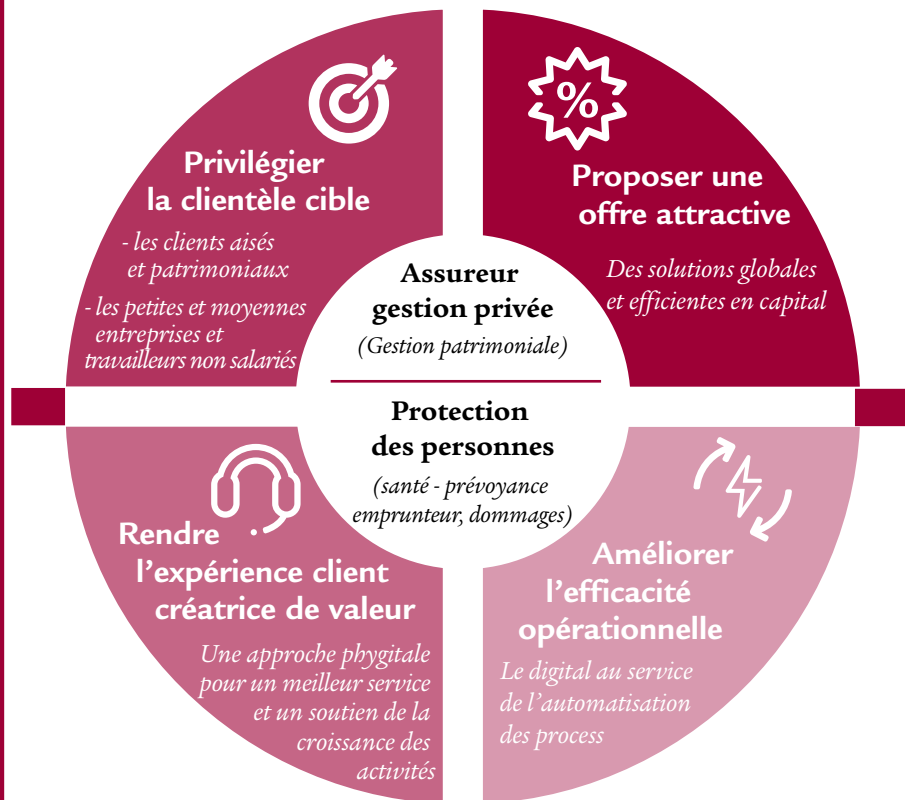 Privilégier
la clientèle cible
- les clients aisés
et patrimoniaux
- les petites et moyennes
entreprises et
travailleurs non salariés
%
Proposer une
offre attractive
Des solutions globales
et efficientes en capital
Assureur
gestion privée
(Gestion patrimoniale)
Protection
des personnes
(santé - prévoyance
emprunteur, dommages)
Rendre
l’expérience client
créatrice de valeur
Une approche phygitale
pour un meilleur service
et un soutien de la
croissance des
activités
Améliorer
l’efficacité
opérationnelle
Le digital au service
de l’automatisation
des process